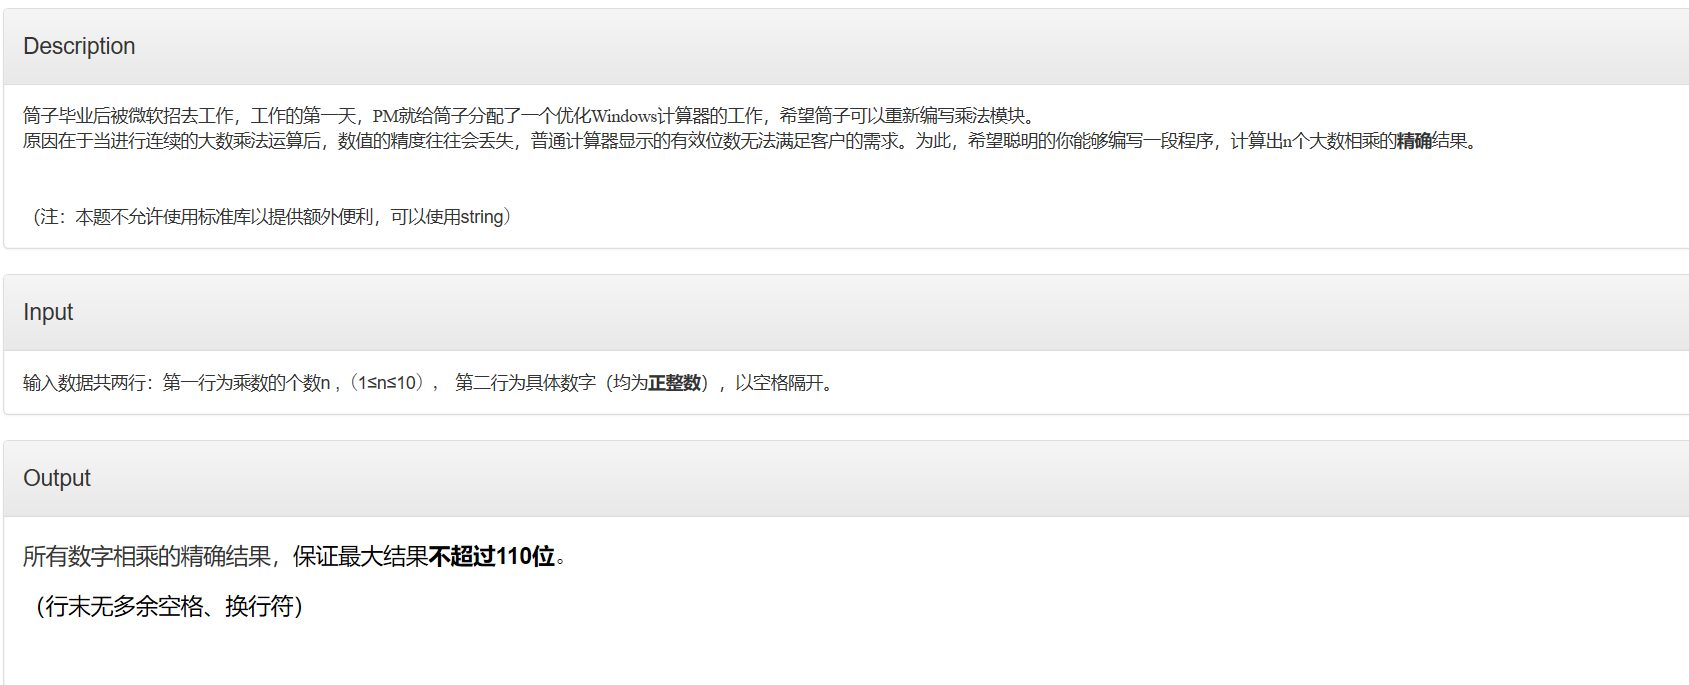 Description
筒子毕业后被微软招去工作，工作的第一天，PM就给筒子分配了一个优化Windows计算器的工作，希望筒子可以重新编写乘法模块。
原因在于当进行连续的大数乘法运算后，数值的精度往往会丢失，普通计算器显示的有效位数无法满足客户的需求。为此，希望聪明的你能够编写一段程序，计算出n个大数相乘的精确结果。
（注：本题不允许使用标准库以提供额外便利，可以使用string）
Input
输入数据共两行：第一行为乘数的个数n ,（1≤n≤10）， 第二行为具体数字（均为正整数），以空格隔开。
Output
所有数字相乘的精确结果，保证最大结果不超过110位。
（行末无多余空格、换行符）